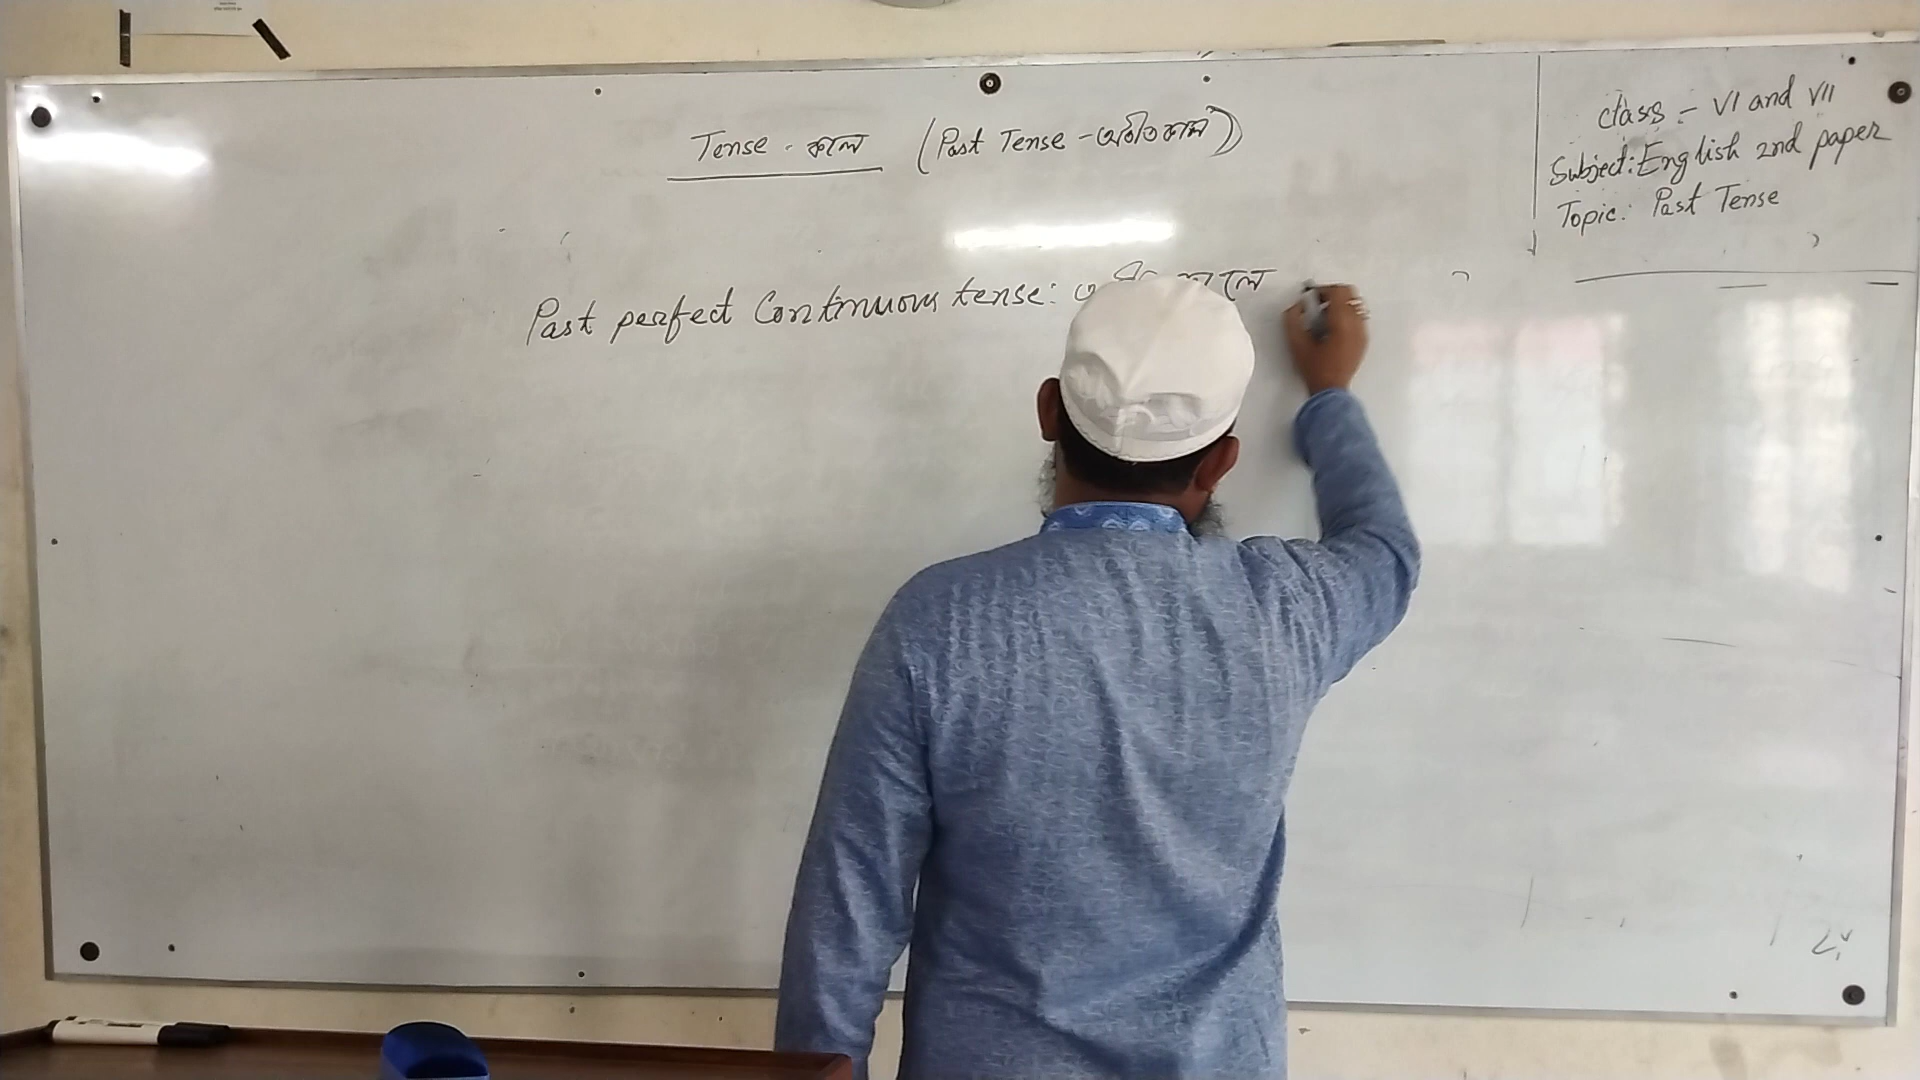 Tense - কাল (Past Tense - অতীতকাল)
Class - VI and VII
Subject: English 2nd paper
Topic: Past Tense
Past perfect Continuous tense: